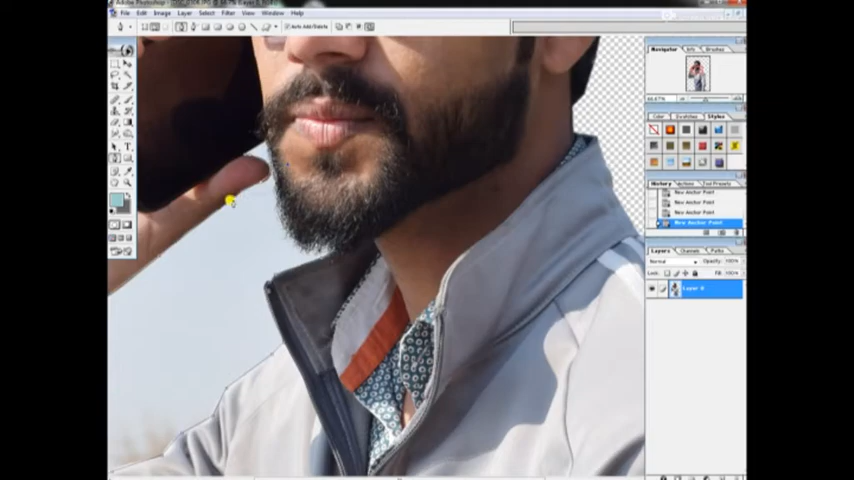 Adobe Photoshop
File Edit Image Layer Select Filter View Window Help
Auto Add/Delete
Navigator Info Brushes
66.67%
Color Swatches Styles
History Actions Tool Presets
New Anchor Point
New Anchor Point
New Anchor Point
New Anchor Point
Layers Channels Paths
Normal Opacity: 100%
Lock: Fill: 100%
Layer 0